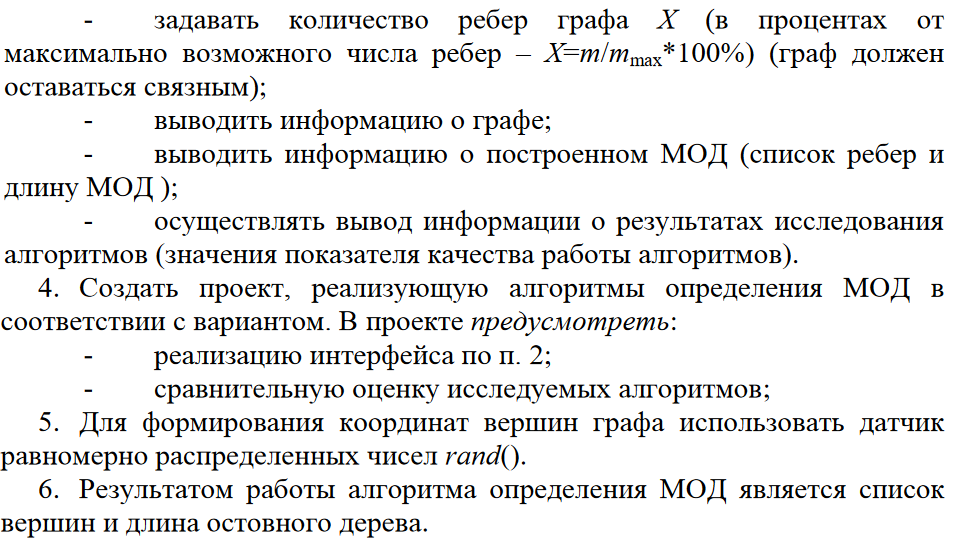 - задавать количество ребер графа X (в процентах от
максимально возможного числа ребер – X=m/mmax*100%) (граф должен
оставаться связным);
- выводить информацию о графе;
- выводить информацию о построенном МОД (список ребер и
длину МОД );
- осуществлять вывод информации о результатах исследования
алгоритмов (значения показателя качества работы алгоритмов).
4. Создать проект, реализующую алгоритмы определения МОД в
соответствии с вариантом. В проекте предусмотреть:
- реализацию интерфейса по п. 2;
- сравнительную оценку исследуемых алгоритмов;
5. Для формирования координат вершин графа использовать датчик
равномерно распределенных чисел rand().
6. Результатом работы алгоритма определения МОД является список
вершин и длина остовного дерева.